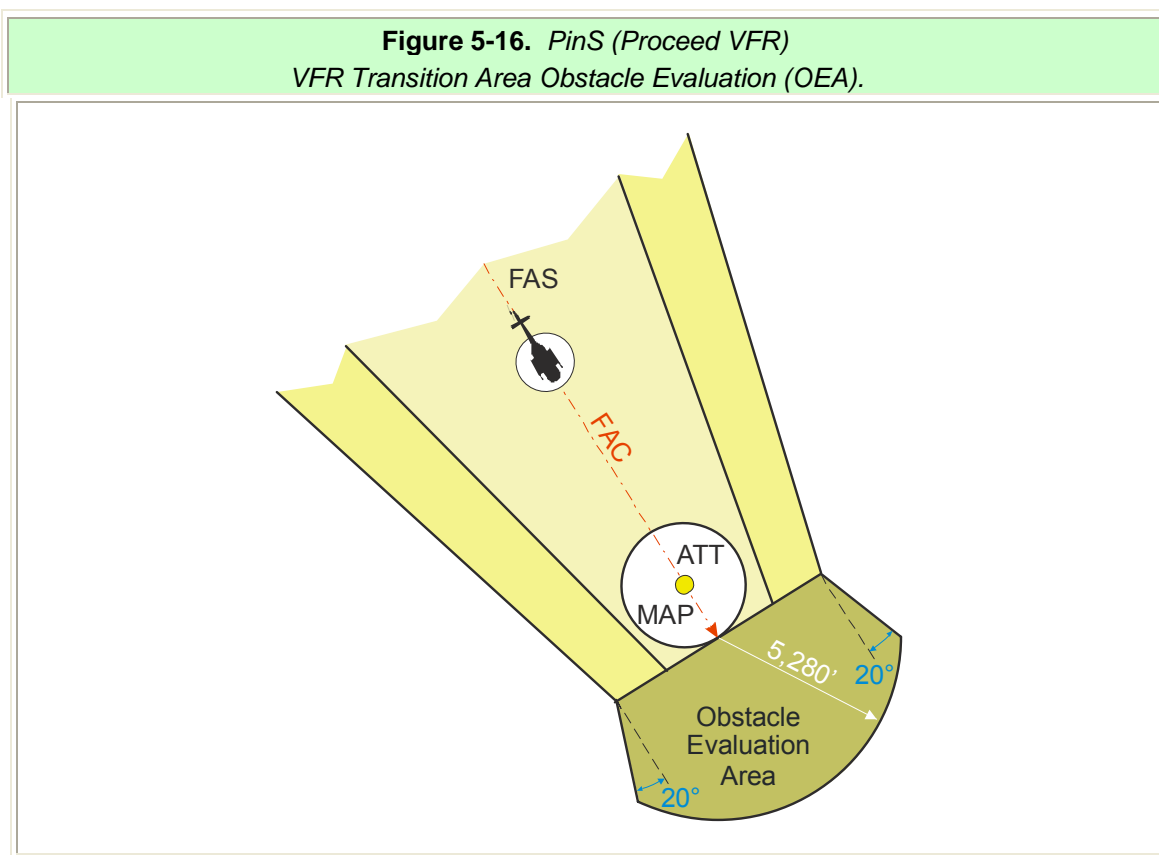 Figure 5-16. PinS (Proceed VFR)
VFR Transition Area Obstacle Evaluation (OEA).
FAS
FAC
ATT
MAP
5,280’
20°
Obstacle
Evaluation
Area
20°